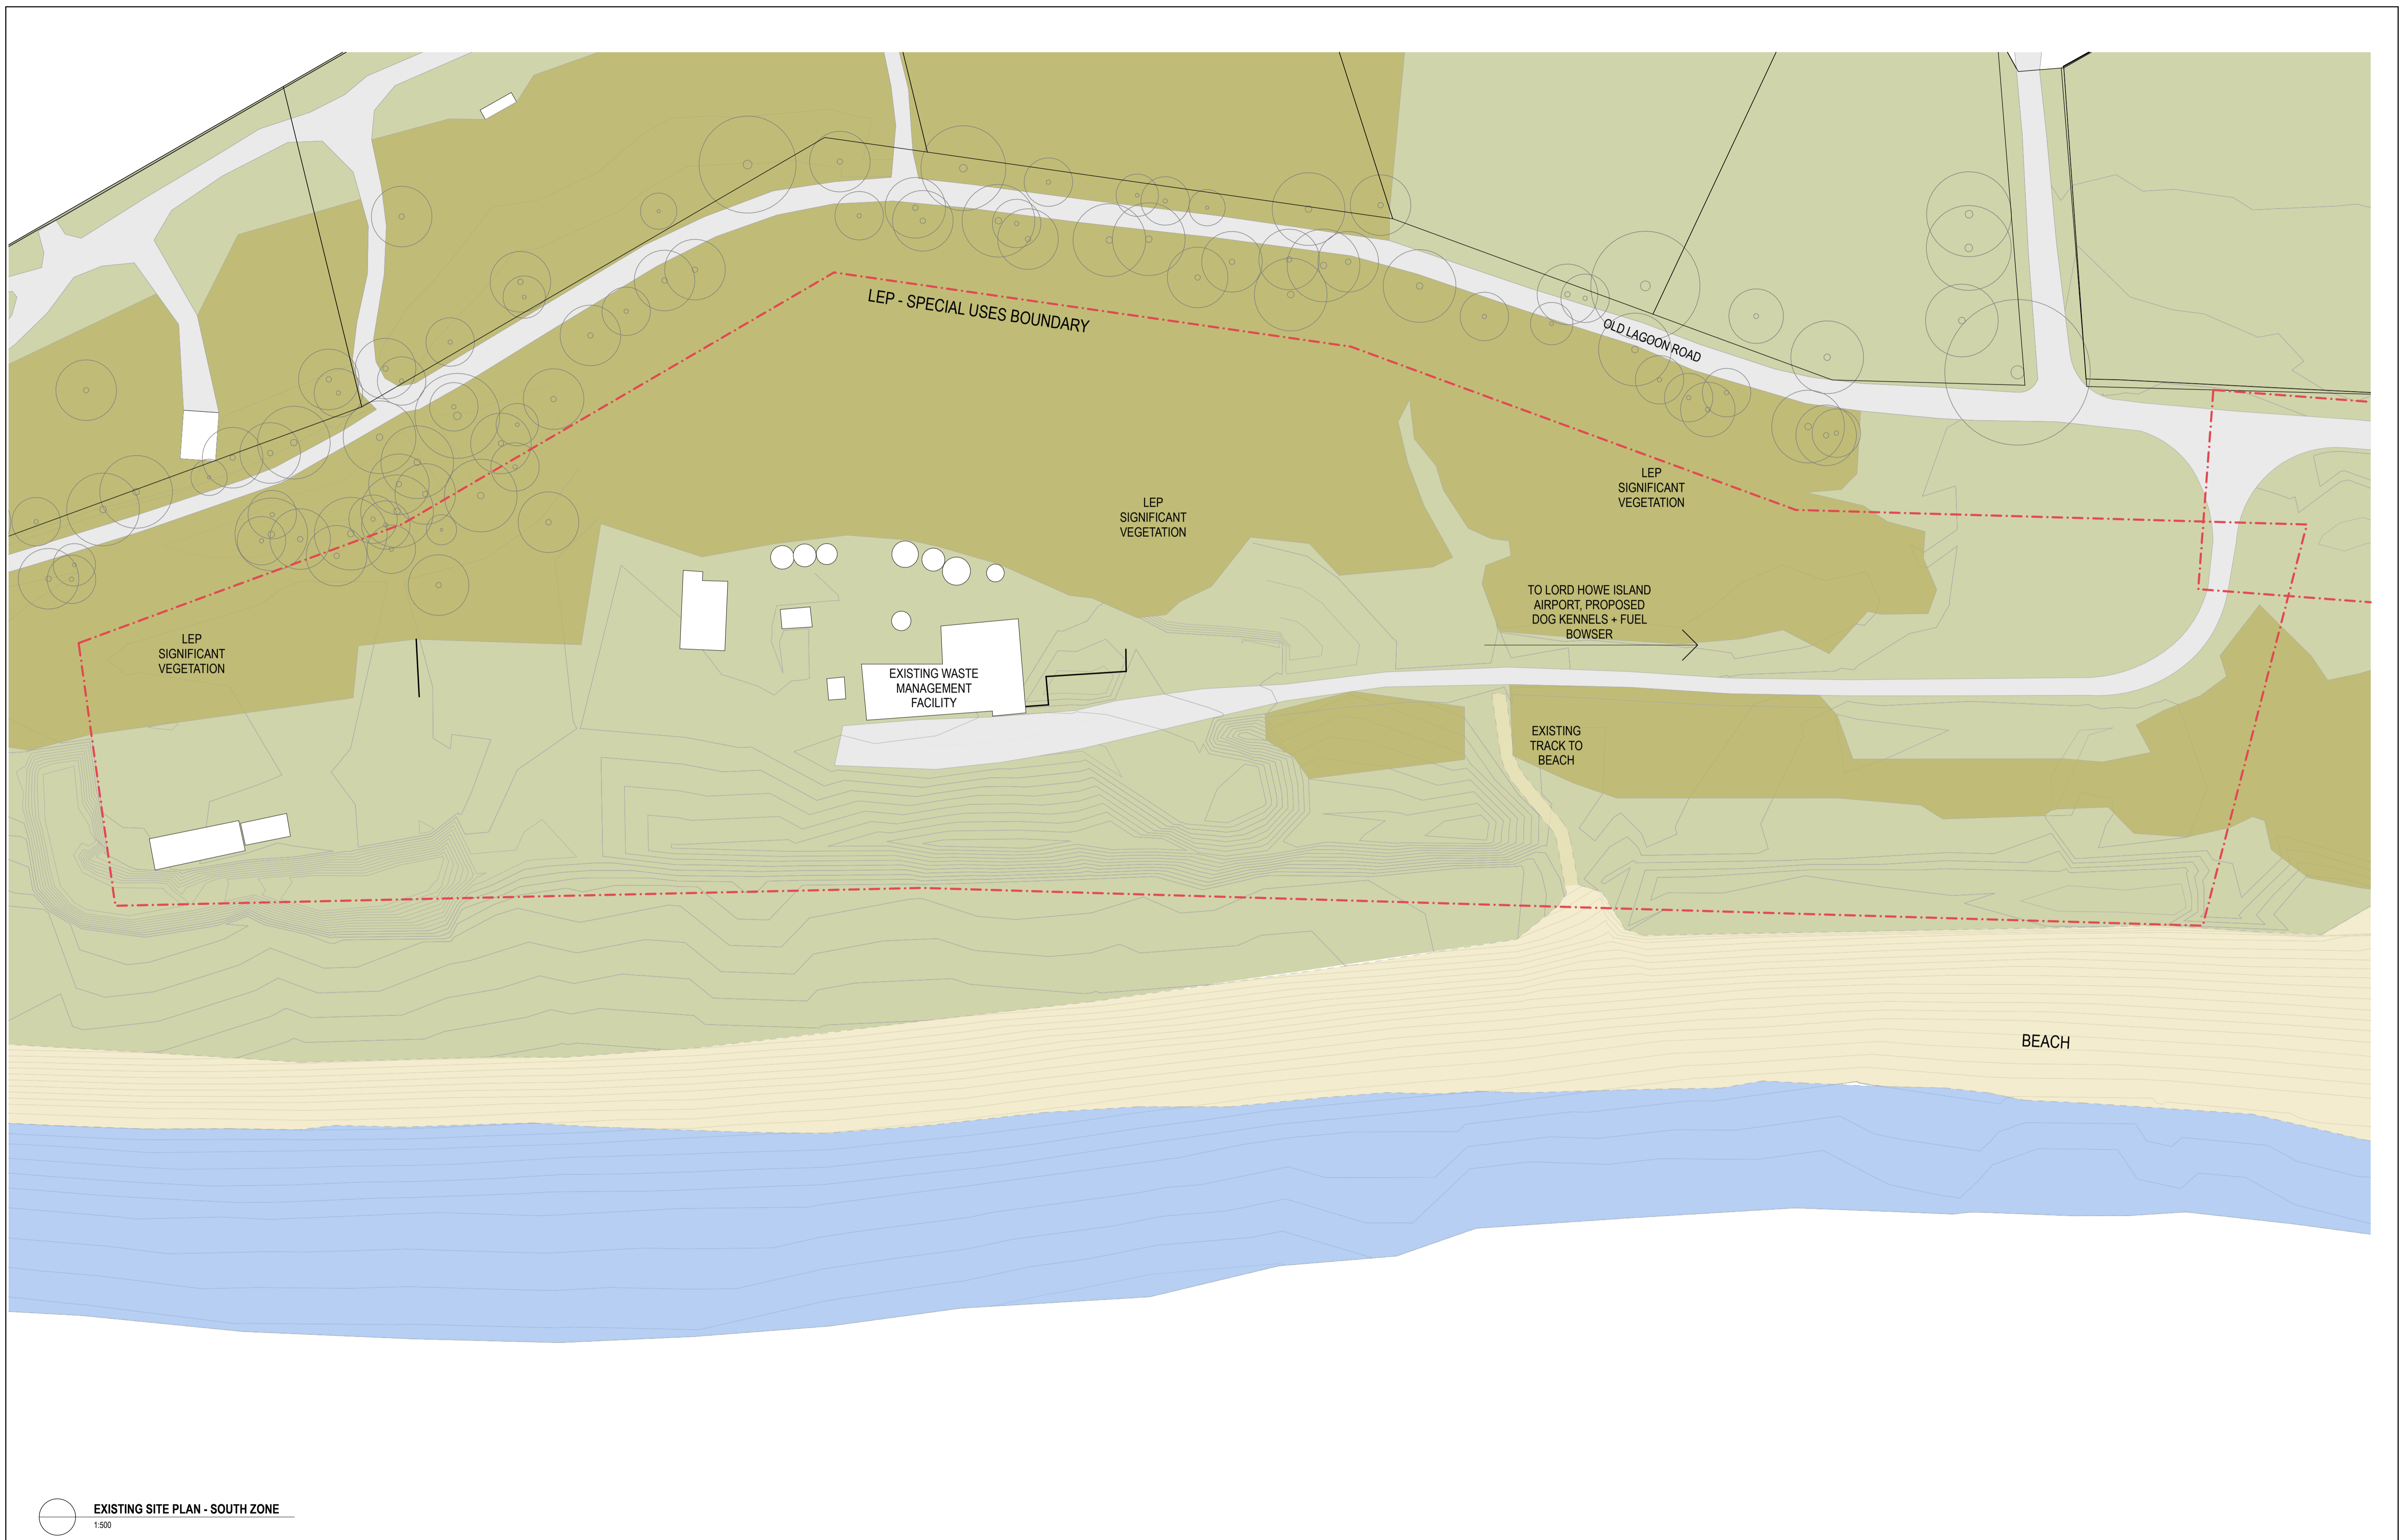 LEP - SPECIAL USES BOUNDARY
OLD LAGOON ROAD
LEP
SIGNIFICANT
VEGETATION
LEP
SIGNIFICANT
VEGETATION
TO LORD HOWE ISLAND
AIRPORT, PROPOSED
DOG KENNELS + FUEL
BOWSER
LEP
SIGNIFICANT
VEGETATION
EXISTING WASTE
MANAGEMENT
FACILITY
EXISTING
TRACK TO
BEACH
BEACH
EXISTING SITE PLAN - SOUTH ZONE
1:500